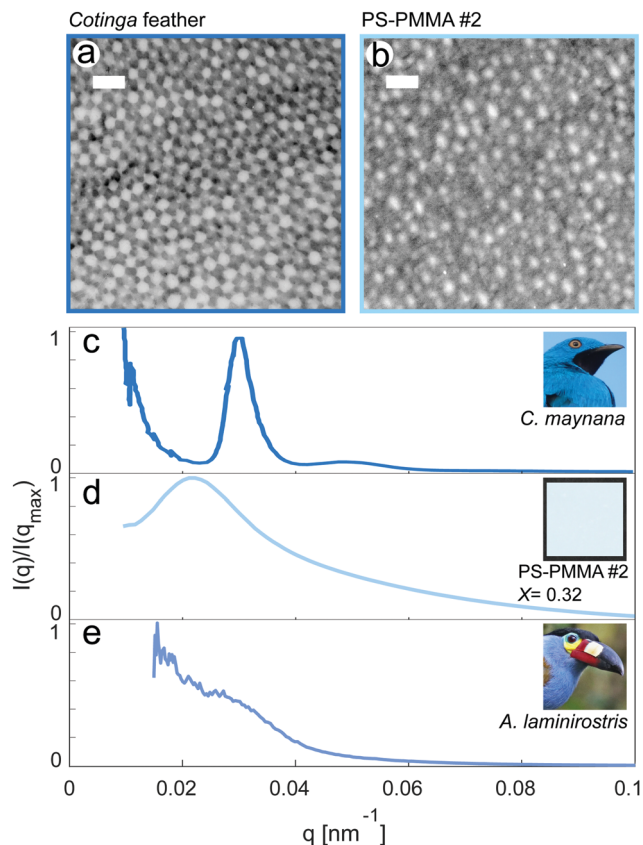 Cotinga feather
PS-PMMA #2
a
b
c
1
0
C. maynana
d
1
0
PS-PMMA #2
X= 0.32
e
1
0
A. laminirostris
I(q)/I(q_max)
0
0.02
0.04
0.06
0.08
0.1
q [nm⁻¹]